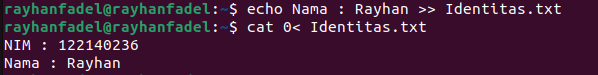 rayhanfadel@rayhanfadel:~$ echo Nama : Rayhan >> Identitas.txt
rayhanfadel@rayhanfadel:~$ cat 0< Identitas.txt
NIM : 122140236
Nama : Rayhan